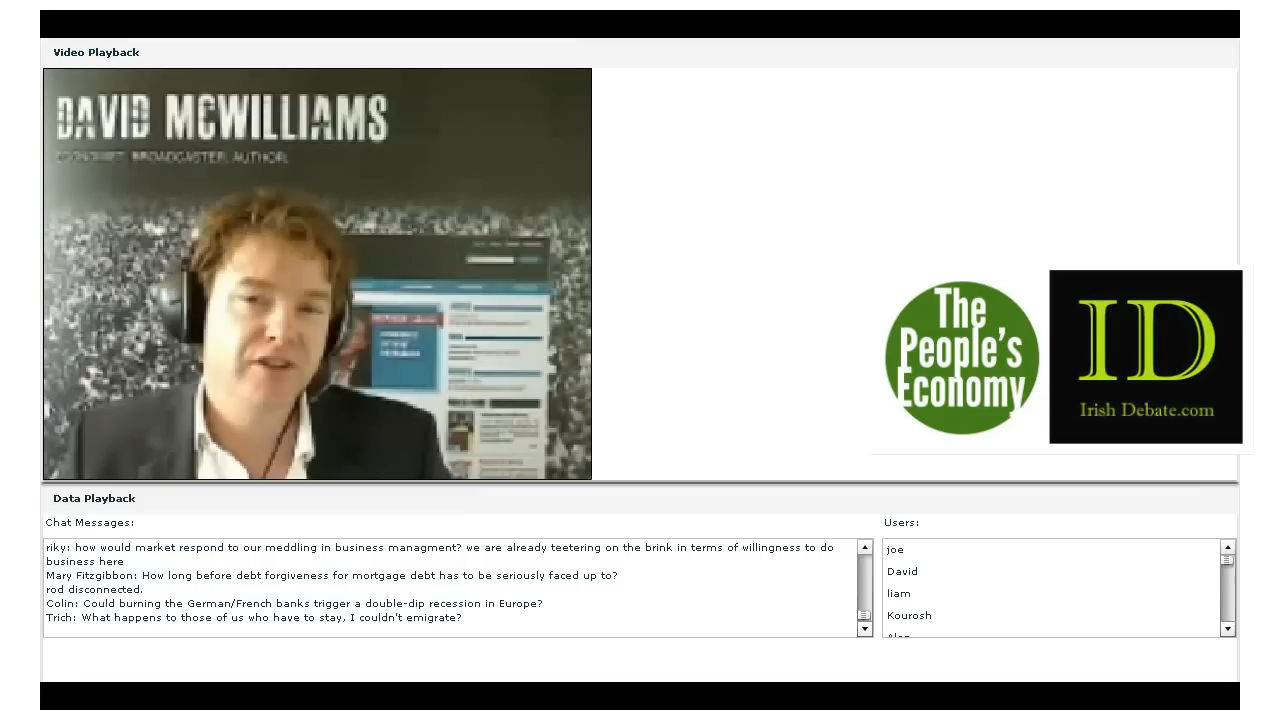 Video Playback
DAVID MCWILLIAMS
ECONOMIST. BROADCASTER. AUTHOR.
The
People's
Economy
ID
Irish Debate.com
Data Playback
Chat Messages:
Users:
riky: how would market respond to our meddling in business managment? we are already teetering on the brink in terms of willingness to do
business here
Mary Fitzgibbon: How long before debt forgiveness for mortgage debt has to be seriously faced up to?
rod disconnected.
Colin: Could burning the German/French banks trigger a double-dip recession in Europe?
Trich: What happen to those of us who have to stay, I couldn't emigrate?
joe
David
liam
Kourosh